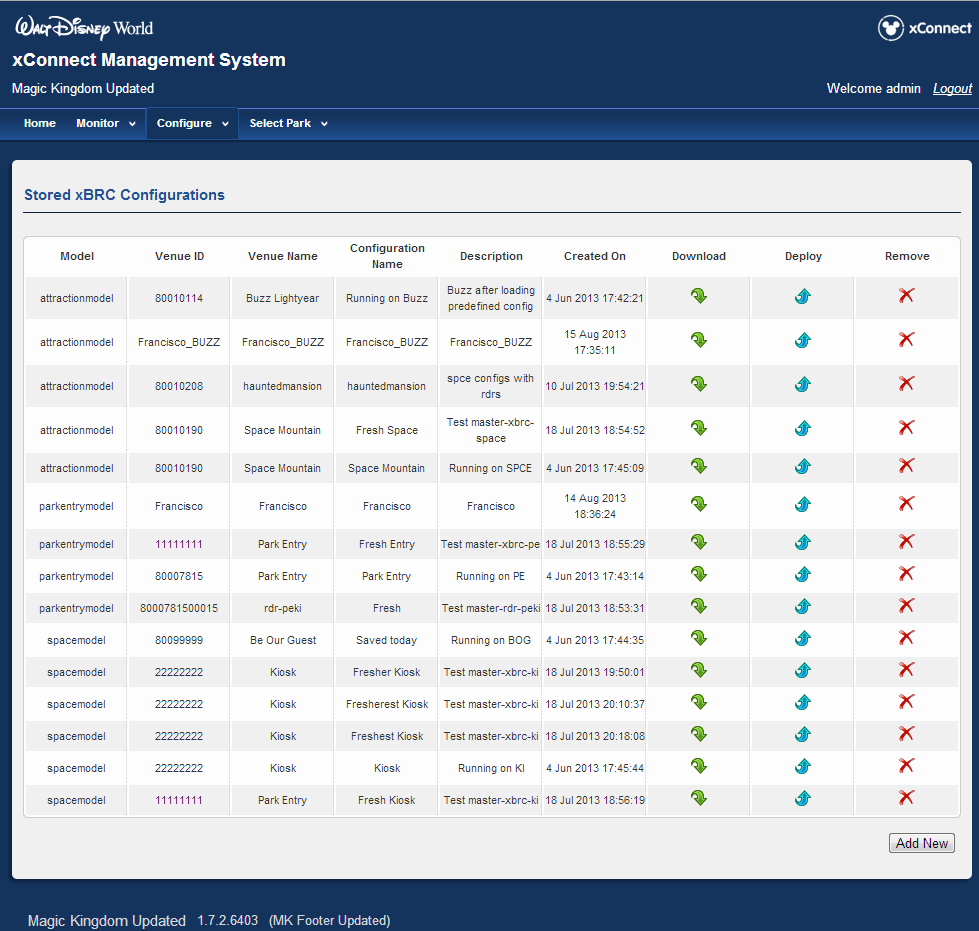 WALT DISNEY World
xConnect
xConnect Management System
Magic Kingdom Updated
Welcome admin Logout
Home Monitor Configure Select Park
Stored xBRC Configurations
Model Venue ID Venue Name Configuration Name Description Created On Download Deploy Remove
attractionmodel 80010114 Buzz Lightyear Running on Buzz Buzz after loading predefined config 4 Jun 2013 17:42:21
attractionmodel Francisco_BUZZ Francisco_BUZZ Francisco_BUZZ Francisco_BUZZ 15 Aug 2013 17:35:11
attractionmodel 80010208 hauntedmansion hauntedmansion spce configs with rdrs 10 Jul 2013 19:54:21
attractionmodel 80010190 Space Mountain Fresh Space Test master-xbrc-space 18 Jul 2013 18:54:52
attractionmodel 80010190 Space Mountain Space Mountain Running on SPCE 4 Jun 2013 17:45:09
parkentrymodel Francisco Francisco Francisco Francisco 14 Aug 2013 18:36:24
parkentrymodel 11111111 Park Entry Fresh Entry Test master-xbrc-pe 18 Jul 2013 18:55:29
parkentrymodel 80007815 Park Entry Park Entry Running on PE 4 Jun 2013 17:43:14
parkentrymodel 8000781500015 rdr-peki Fresh Test master-rdr-peki 18 Jul 2013 18:53:31
spacemodel 80099999 Be Our Guest Saved today Running on BOG 4 Jun 2013 17:44:35
spacemodel 22222222 Kiosk Fresher Kiosk Test master-xbrc-ki 18 Jul 2013 19:50:01
spacemodel 22222222 Kiosk Fresherest Kiosk Test master-xbrc-ki 18 Jul 2013 20:10:37
spacemodel 22222222 Kiosk Freshest Kiosk Test master-xbrc-ki 18 Jul 2013 20:18:08
spacemodel 22222222 Kiosk Kiosk Running on KI 4 Jun 2013 17:45:44
spacemodel 11111111 Park Entry Fresh Kiosk Test master-xbrc-ki 18 Jul 2013 18:56:19
Add New
Magic Kingdom Updated 1.7.2.6403 (MK Footer Updated)